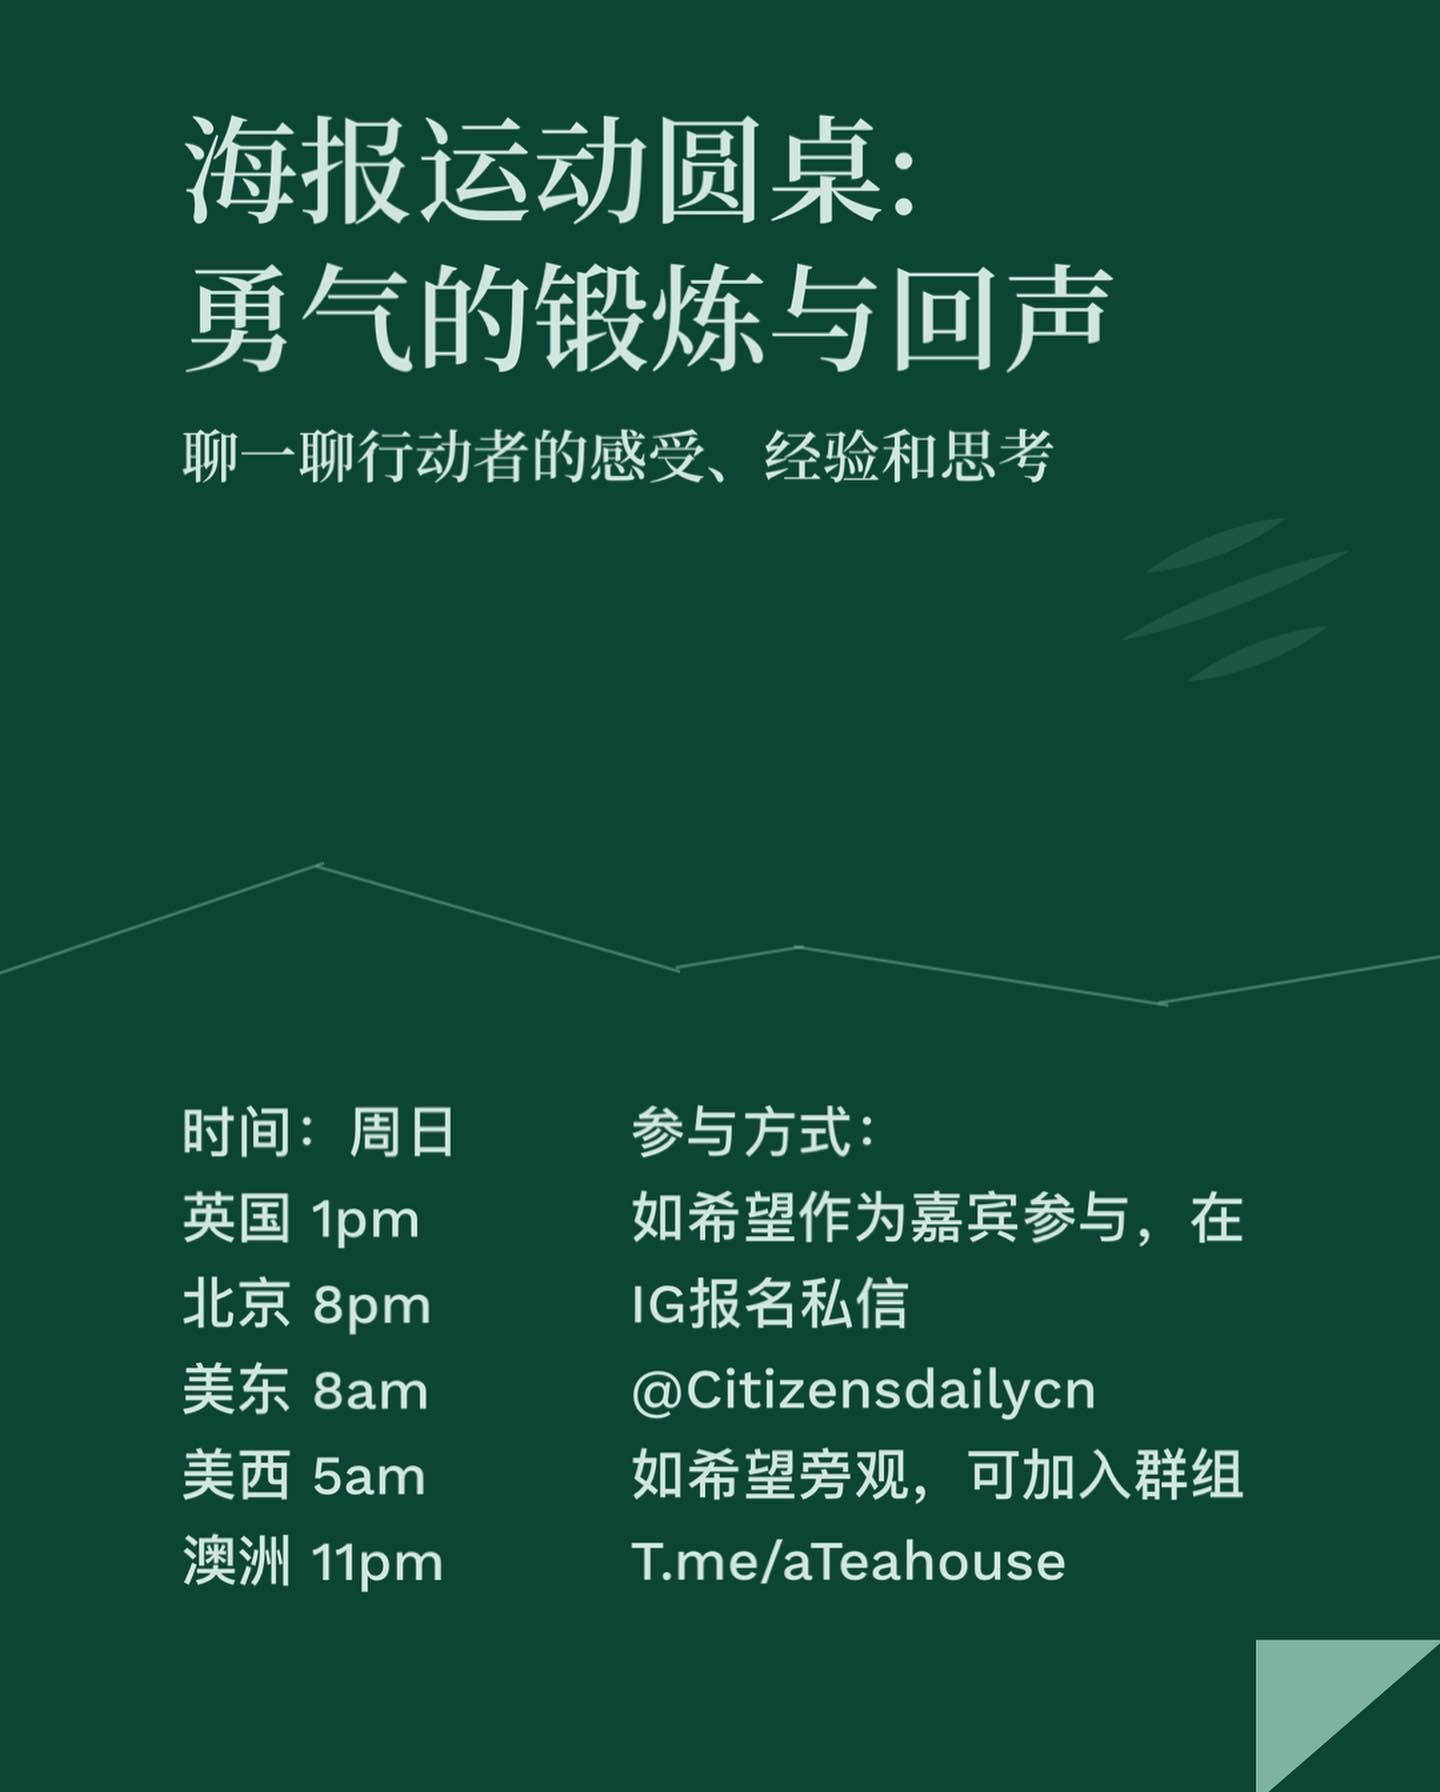 海报运动圆桌:
勇气的锻炼与回声
聊一聊行动者的感受、经验和思考
时间：周日
英国 1pm
北京 8pm
美东 8am
美西 5am
澳洲 11pm
参与方式：
如希望作为嘉宾参与，在
IG报名私信
@Citizensdailycn
如希望旁观，可加入群组
T.me/aTeahouse